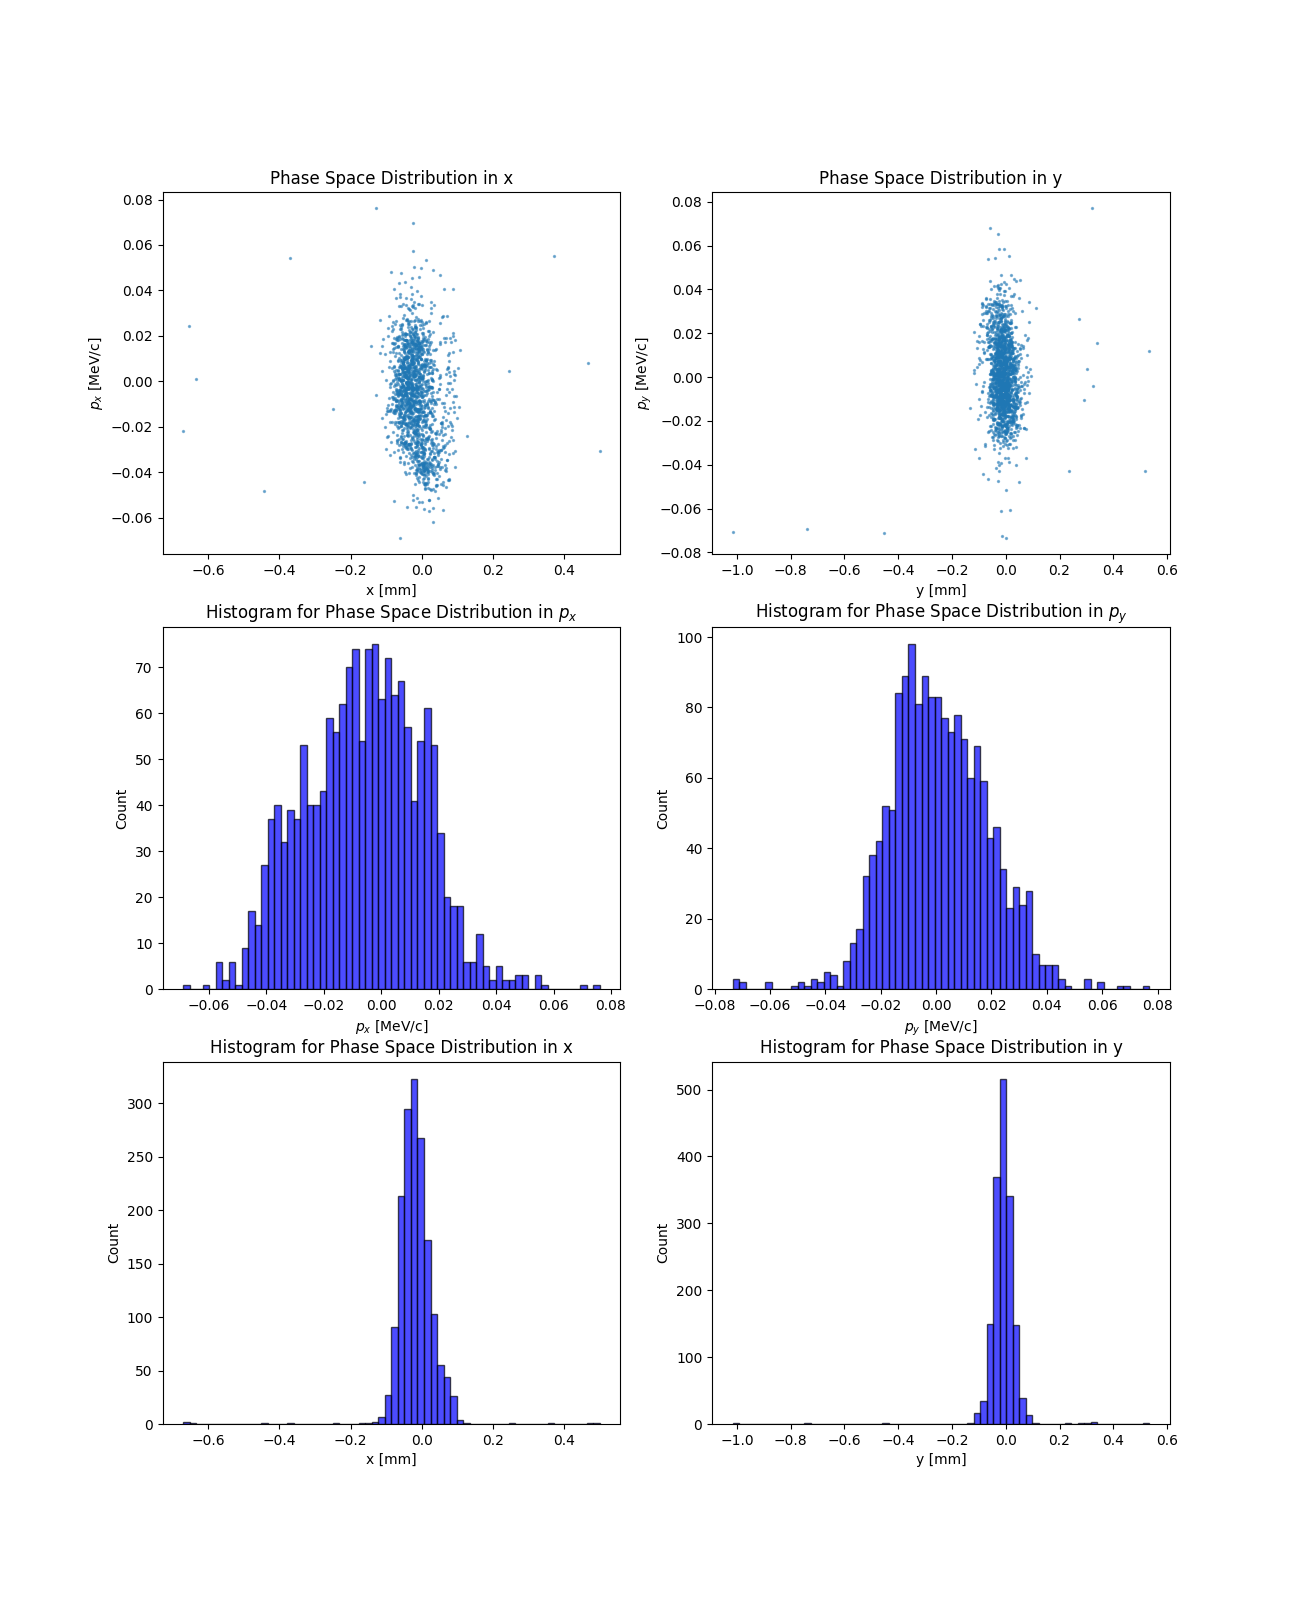 Phase Space Distribution in x
Phase Space Distribution in y
0.08
0.06
0.04
0.02
0.00
−0.02
−0.04
−0.06
pₓ [MeV/c]
−0.6 −0.4 −0.2 0.0 0.2 0.4
x [mm]
0.08
0.06
0.04
0.02
0.00
−0.02
−0.04
−0.06
−0.08
p_y [MeV/c]
−1.0 −0.8 −0.6 −0.4 −0.2 0.0 0.2 0.4 0.6
y [mm]
Histogram for Phase Space Distribution in pₓ
Histogram for Phase Space Distribution in p_y
70
60
50
40
30
20
10
0
Count
−0.06 −0.04 −0.02 0.00 0.02 0.04 0.06 0.08
pₓ [MeV/c]
100
80
60
40
20
0
Count
−0.08 −0.06 −0.04 −0.02 0.00 0.02 0.04 0.06 0.08
p_y [MeV/c]
Histogram for Phase Space Distribution in x
Histogram for Phase Space Distribution in y
300
250
200
150
100
50
0
Count
−0.6 −0.4 −0.2 0.0 0.2 0.4
x [mm]
500
400
300
200
100
0
Count
−1.0 −0.8 −0.6 −0.4 −0.2 0.0 0.2 0.4 0.6
y [mm]